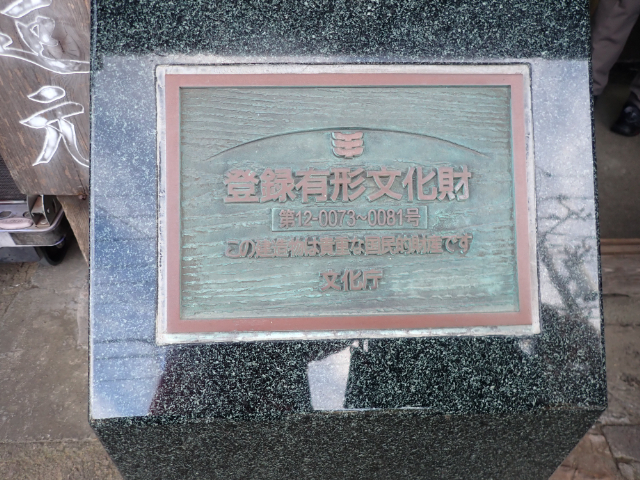 登録有形文化財
第12-0073~0081号
この建造物は貴重な国民的財産です
文化庁
元